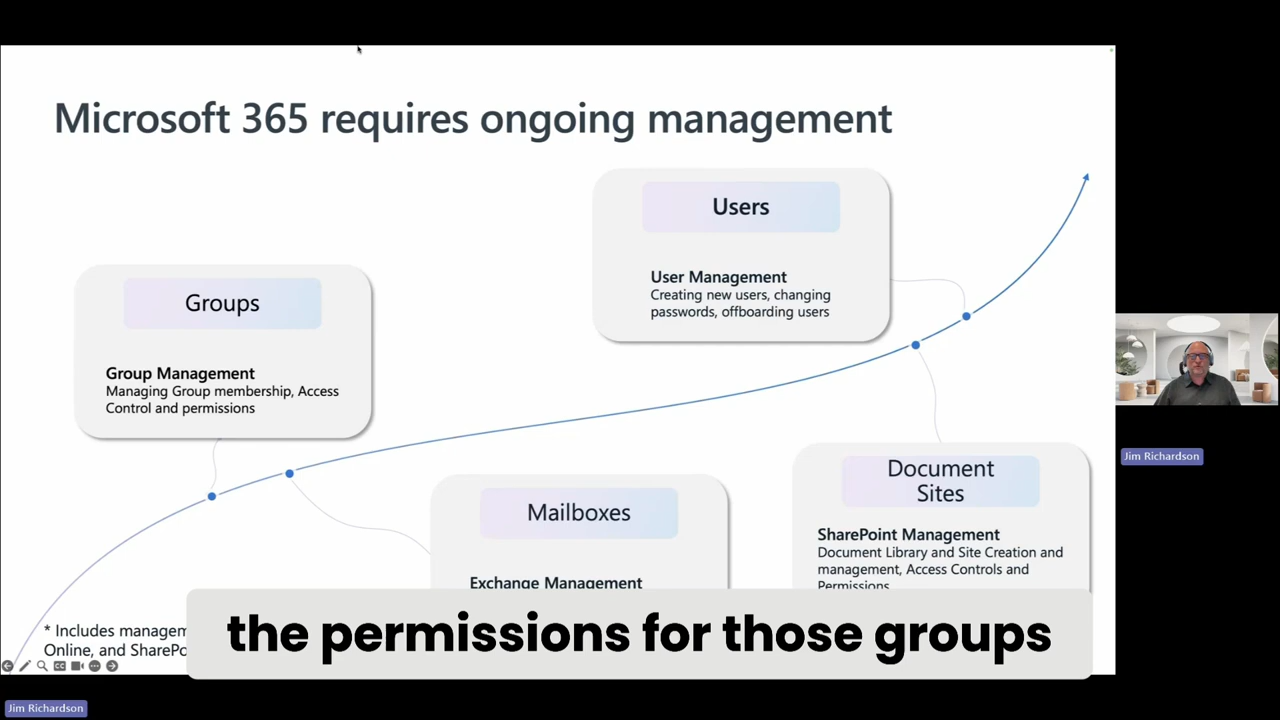 Microsoft 365 requires ongoing management
Users
User Management
Creating new users, changing
passwords, offboarding users
Groups
Group Management
Managing Group membership, Access
Control and permissions
Mailboxes
Exchange Management
Document
Sites
SharePoint Management
Document Library and Site Creation and
management, Access Controls and
Permissions
* Includes managem
Online, and SharePo
the permissions for those groups
Jim Richardson
Jim Richardson